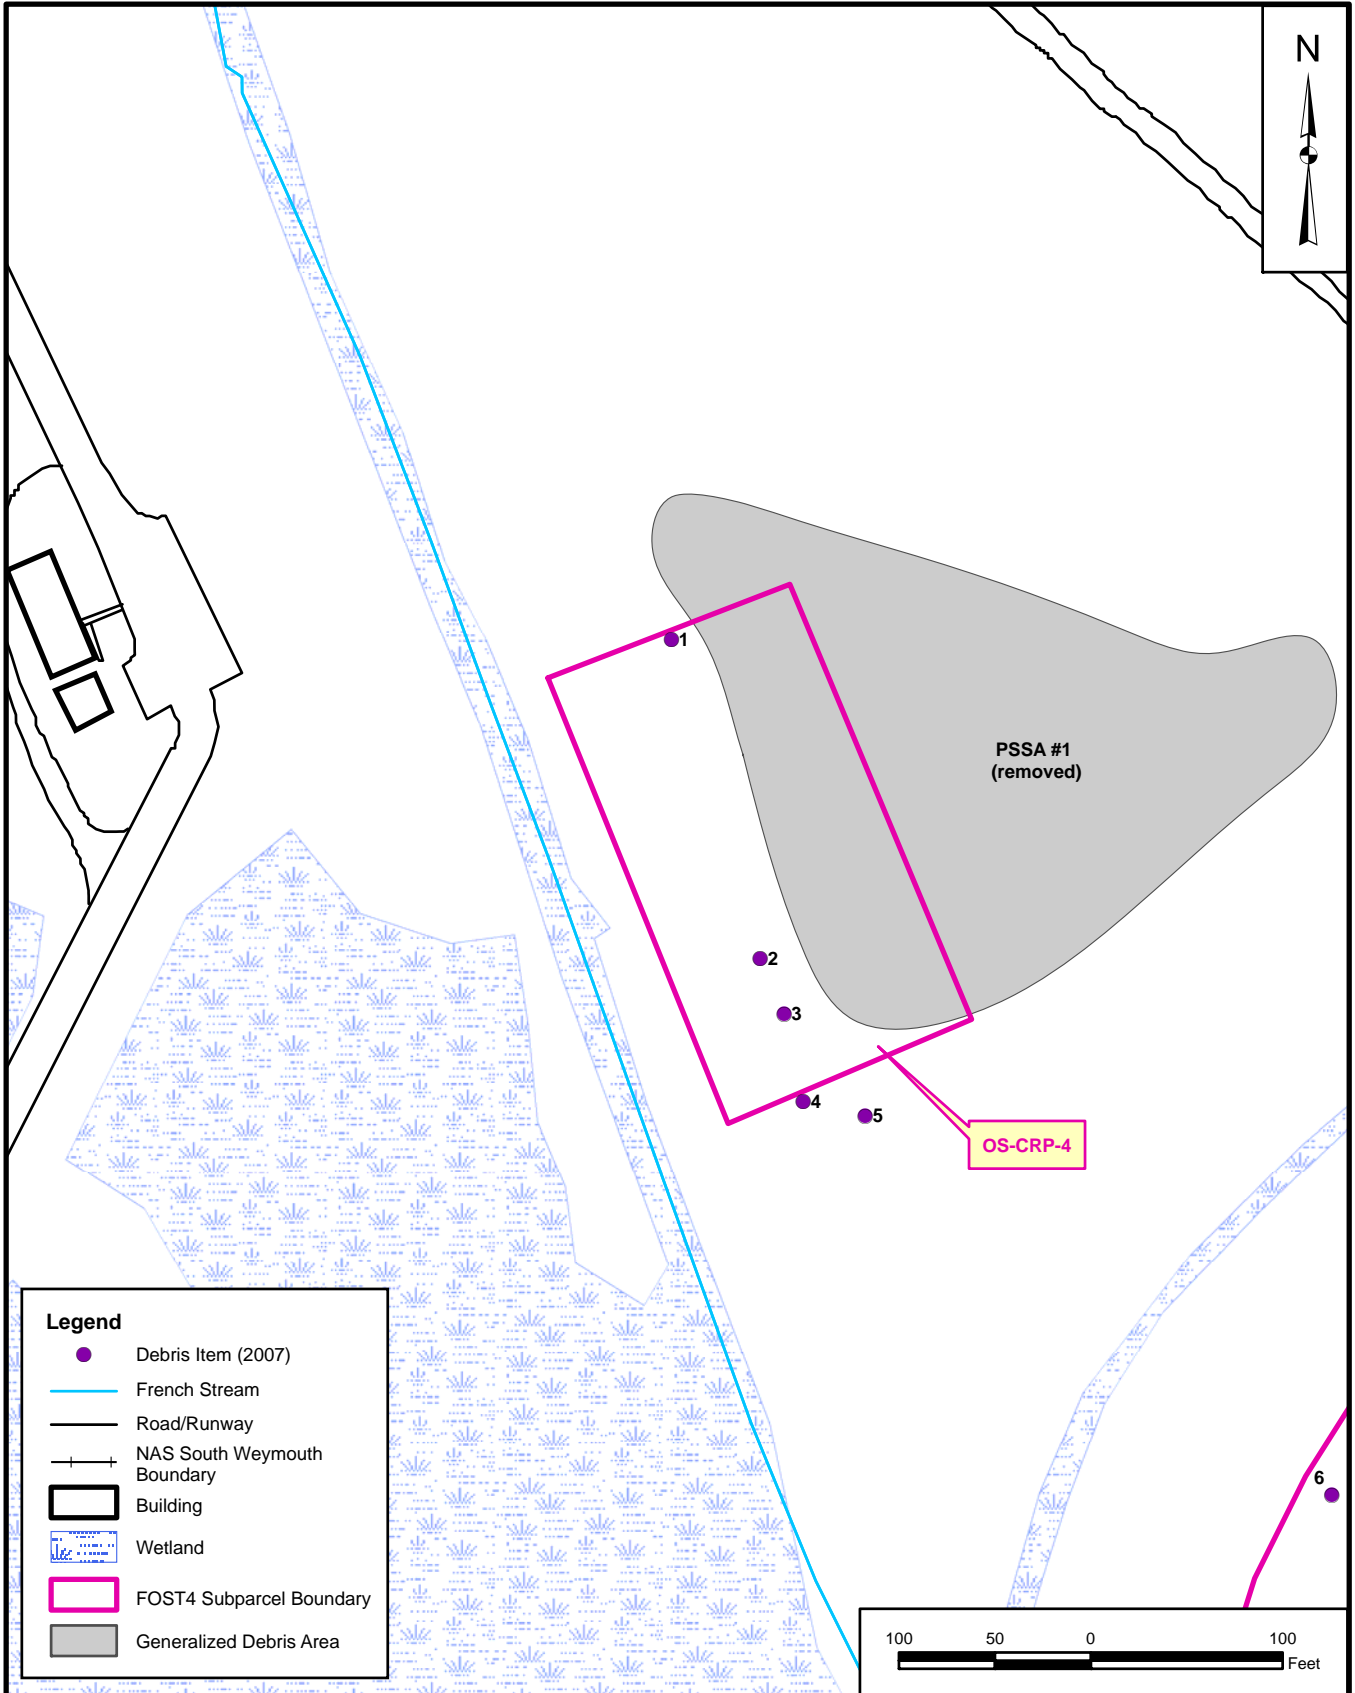 N
1
PSSA #1
(removed)
2
3
4
5
OS-CRP-4
6
Legend
Debris Item (2007)
French Stream
Road/Runway
NAS South Weymouth
Boundary
Building
Wetland
FOST4 Subparcel Boundary
Generalized Debris Area
100 50 0 100
Feet